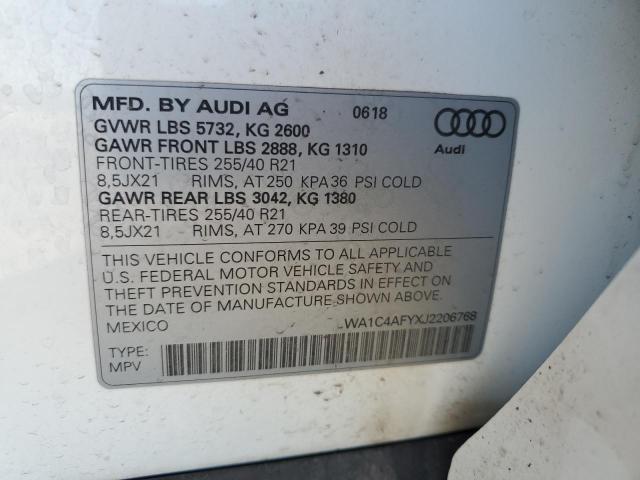 MFD. BY AUDI AG 0618
GVWR LBS 5732, KG 2600
GAWR FRONT LBS 2888, KG 1310
FRONT-TIRES 255/40 R21
8,5JX21 RIMS, AT 250 KPA 36 PSI COLD
GAWR REAR LBS 3042, KG 1380
REAR-TIRES 255/40 R21
8,5JX21 RIMS, AT 270 KPA 39 PSI COLD
Audi
THIS VEHICLE CONFORMS TO ALL APPLICABLE
U.S. FEDERAL MOTOR VEHICLE SAFETY AND
THEFT PREVENTION STANDARDS IN EFFECT ON
THE DATE OF MANUFACTURE SHOWN ABOVE.
MEXICO WA1C4AFYXJ2206768
TYPE:
MPV